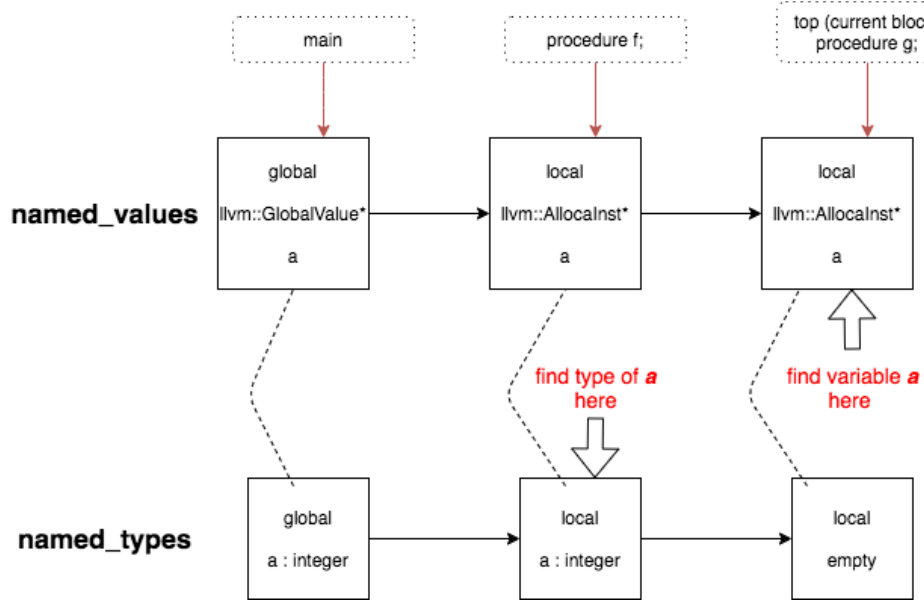 main
procedure f;
top (current bloc
procedure g;
global
local
local
named_values
llvm::GlobalValue*
llvm::AllocaInst*
llvm::AllocaInst*
a
a
a
find type of a
here
find variable a
here
named_types
global
local
local
a : integer
a : integer
empty